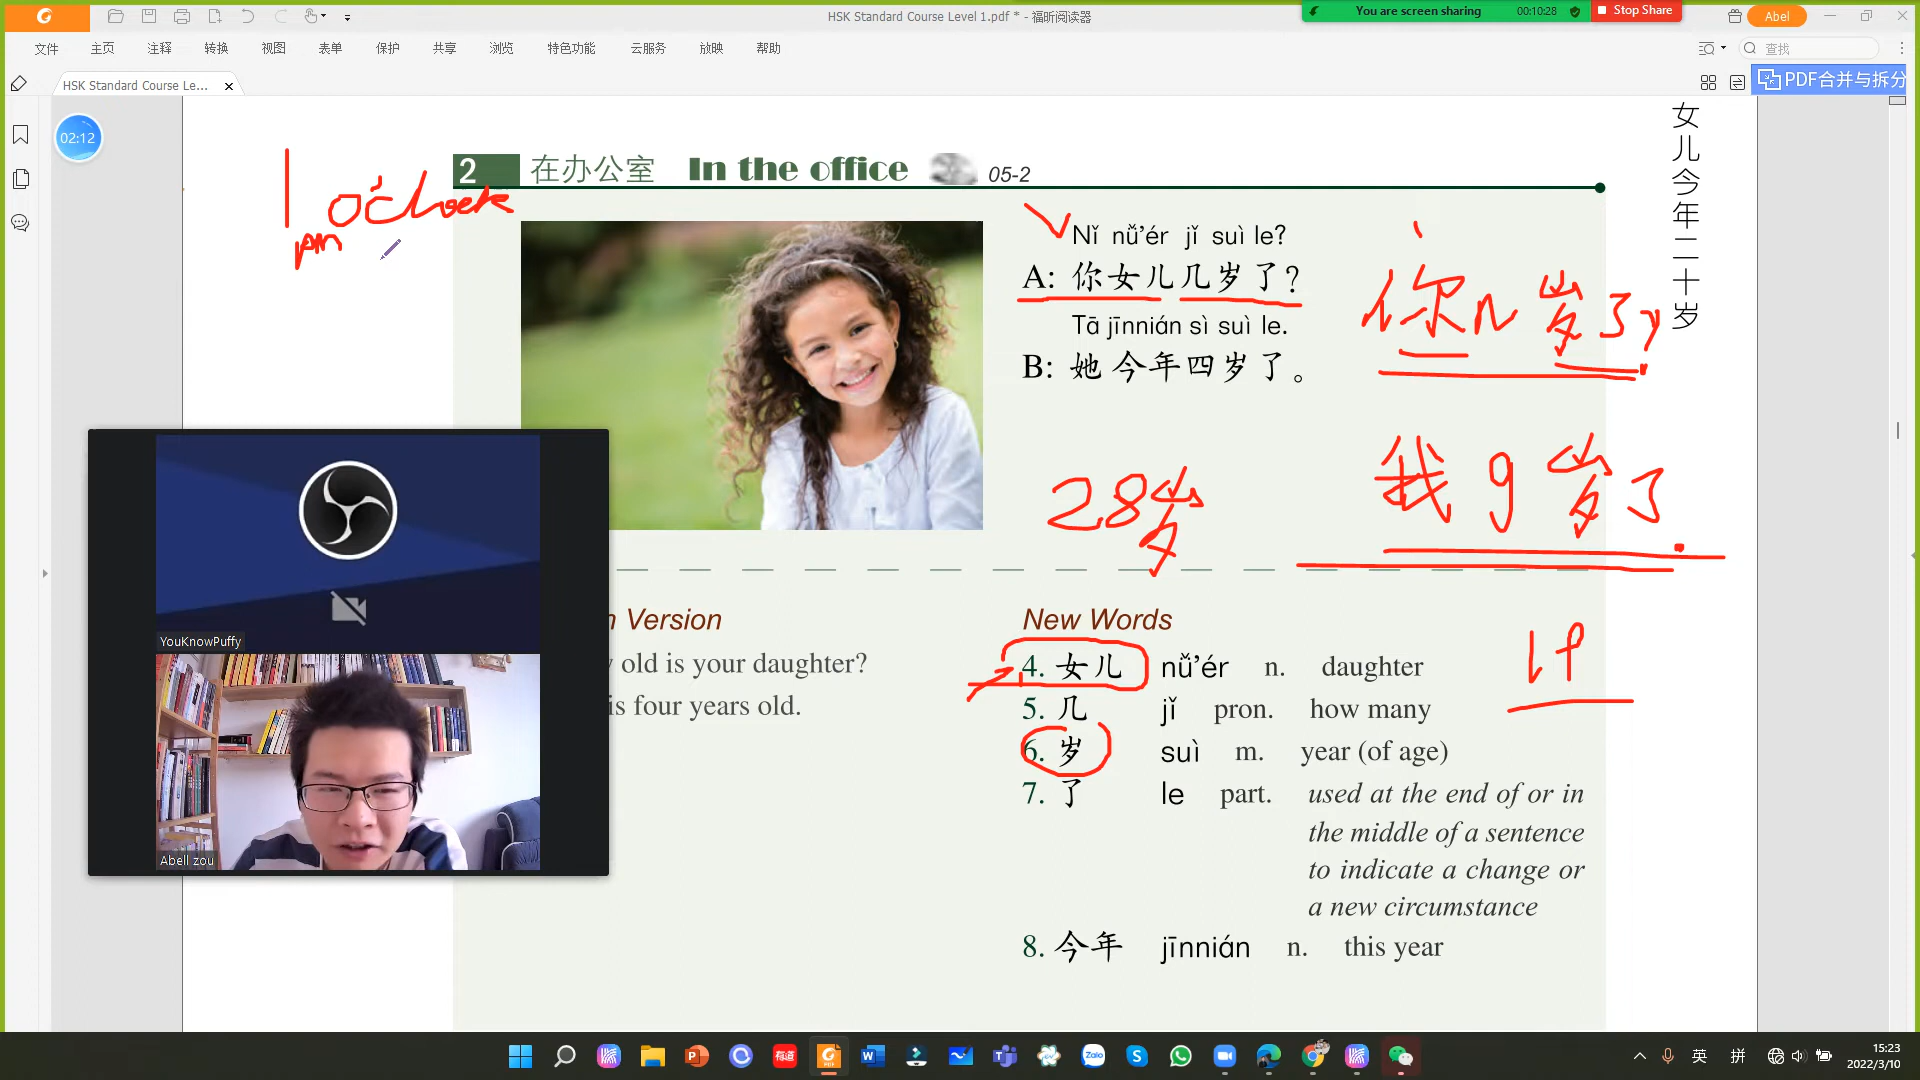 HSK Standard Course Level 1.pdf * - 福昕阅读器
You are screen sharing
00:10:28
Stop Share
Abel
文件 主页 注释 转换 视图 表单 保护 共享 浏览 特色功能 云服务 放映 帮助
查找
HSK Standard Course Le...
PDF合并与拆分
02:12
女儿今年二十岁
2 在办公室 In the office 05-2
1 o'clock
pm
Nǐ nǚ'ér jǐ suì le?
A: 你女儿几岁了?
Tā jīnnián sì suì le.
B: 她今年四岁了。
你 n 岁了?
28岁
我 9 岁了.
YouKnowPuffy
Abell zou
Version
old is your daughter?
is four years old.
New Words
4. 女儿 nǚ'ér n. daughter
5. 几 jǐ pron. how many
6. 岁 suì m. year (of age)
7. 了 le part. used at the end of or in
the middle of a sentence
to indicate a change or
a new circumstance
8. 今年 jīnnián n. this year
有道
Zalo
英 拼
15:23
2022/3/10